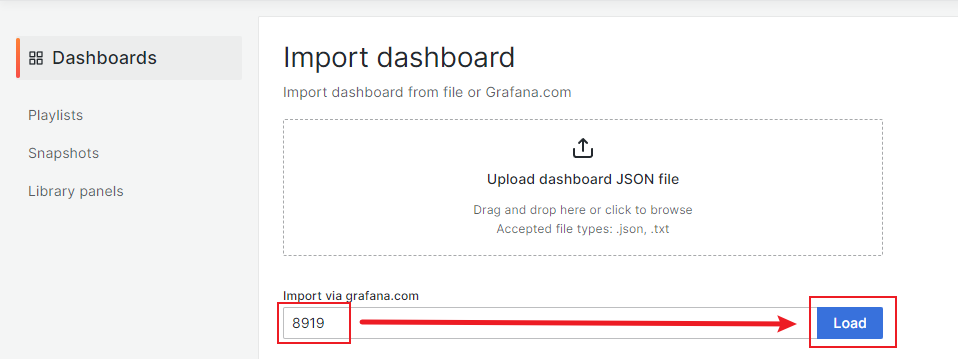 Dashboards
Playlists
Snapshots
Library panels
Import dashboard
Import dashboard from file or Grafana.com
Upload dashboard JSON file
Drag and drop here or click to browse
Accepted file types: .json, .txt
Import via grafana.com
8919
Load